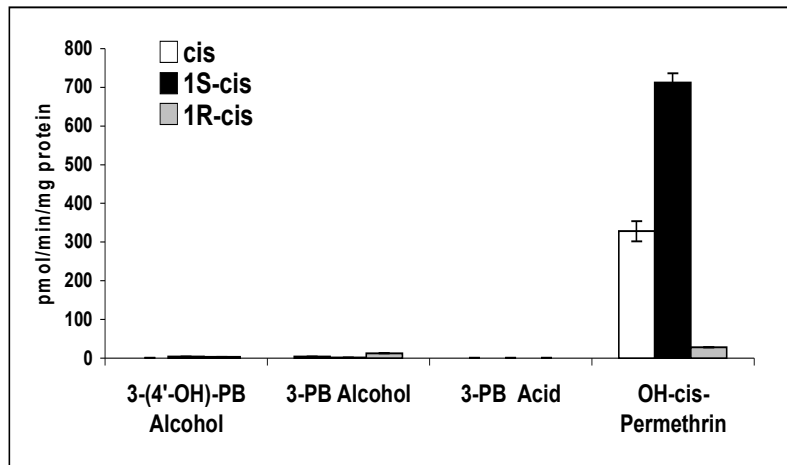 cis
1S-cis
1R-cis
800
700
600
500
400
300
200
100
0
pmol/min/mg protein
3-(4'-OH)-PB
Alcohol
3-PB Alcohol
3-PB Acid
OH-cis-
Permethrin